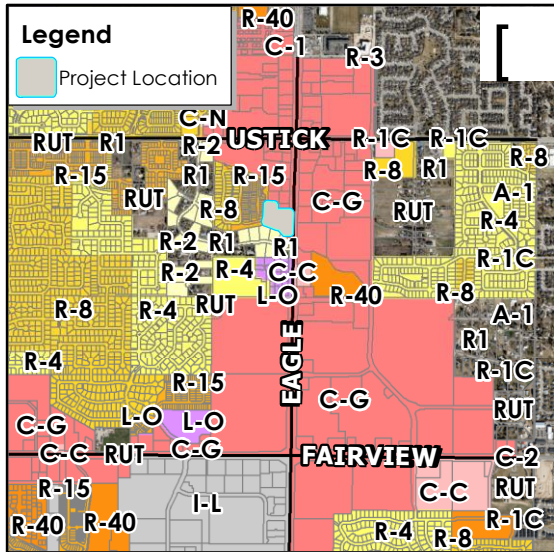 Legend
Project Location
R-40
C-1
R-3
[
C-N
RUT R1 R-2 USTICK R-1C R-1C
R-15 R1 R-15 R-8 R1 R-8
RUT R-8 C-G RUT A-1
R-4
R-2 R1 R1
R-2 R-4 C-C R-1C
L-O R-40 R-8
R-8 R-4 RUT A-1
R1
R-4 EAGLE R-1C
R-15 C-G RUT
C-G L-O L-O
C-C RUT C-G FAIRVIEW C-2
R-15 I-L C-C RUT
R-40 R-40 R-4 R-8 R-1C